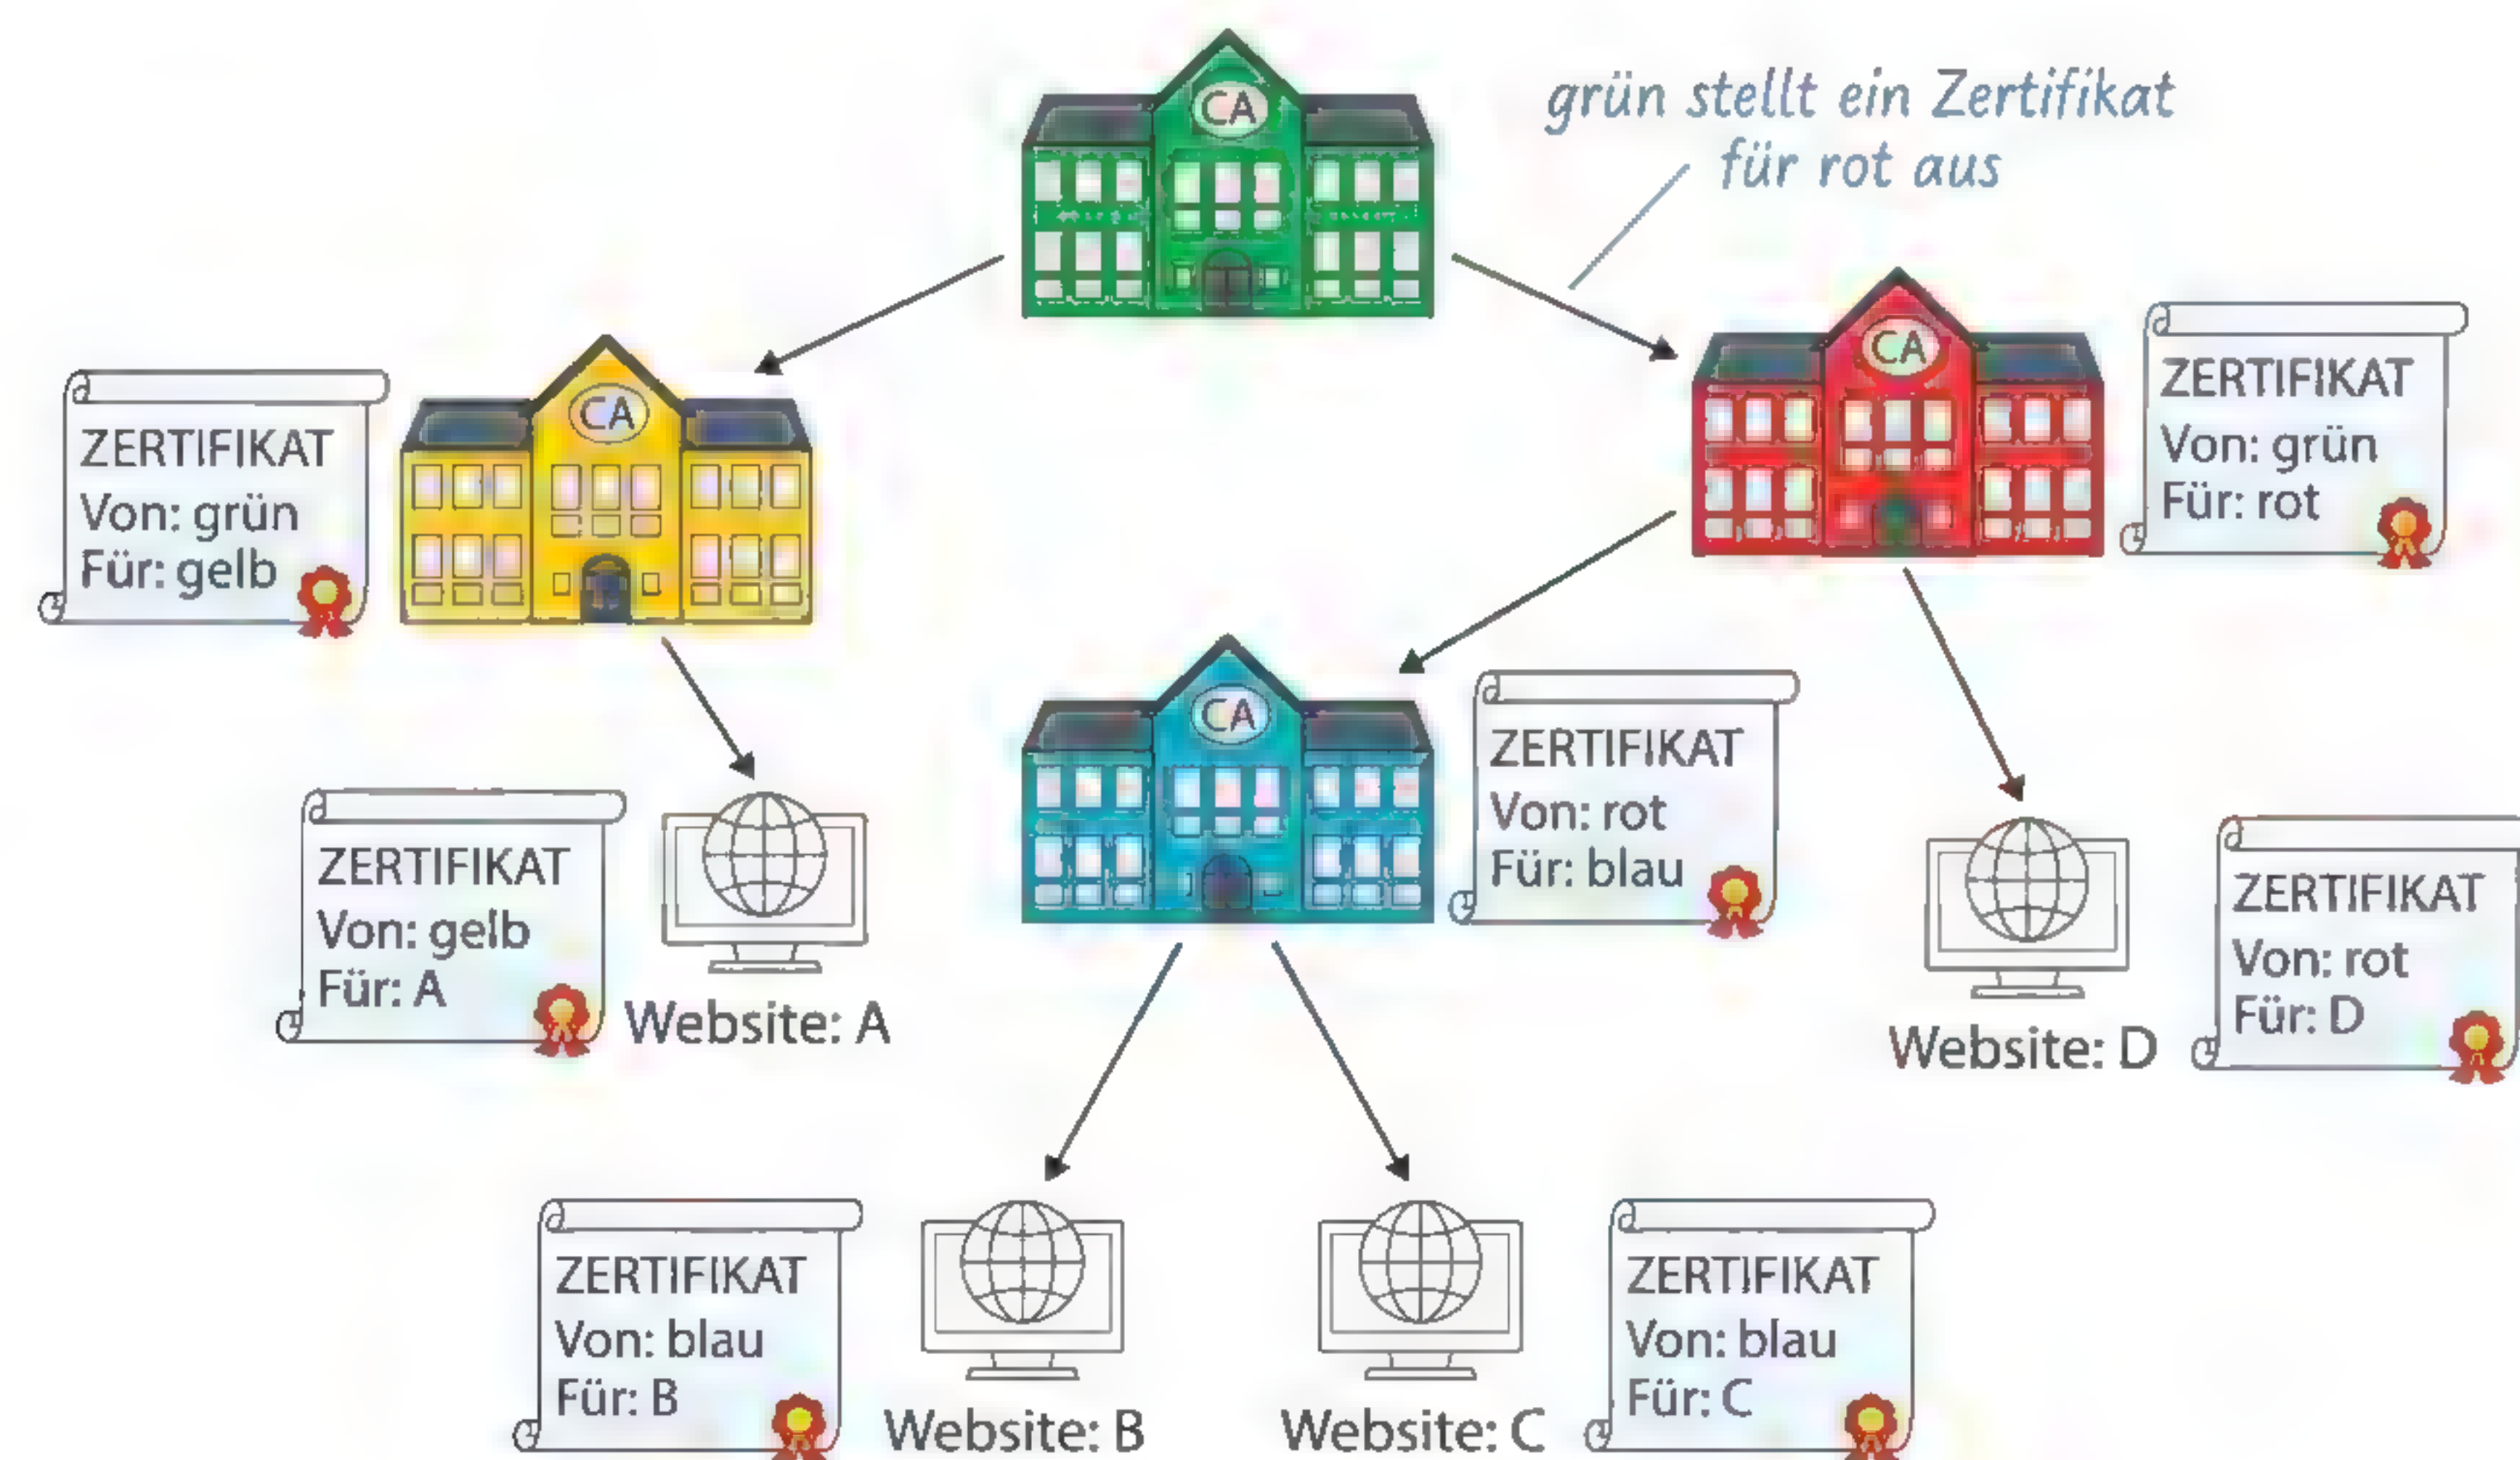 CA
grün stellt ein Zertifikat
für rot aus
CA
ZERTIFIKAT
Von: grün
Für: rot
ZERTIFIKAT
Von: grün
Für: gelb
CA
CA
ZERTIFIKAT
Von: rot
Für: blau
ZERTIFIKAT
Von: gelb
Für: A
Website: A
Website: D
ZERTIFIKAT
Von: rot
Für: D
ZERTIFIKAT
Von: blau
Für: B
Website: B
Website: C
ZERTIFIKAT
Von: blau
Für: C